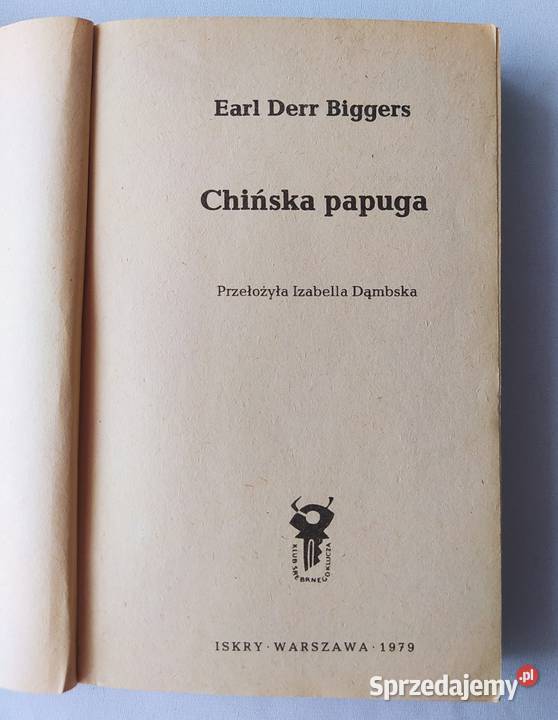 Earl Derr Biggers
Chińska papuga
Przełożyła Izabella Dąmbska
KLUB SREBRNEGO KLUCZA
ISKRY · WARSZAWA · 1979
Sprzedajemy.pl